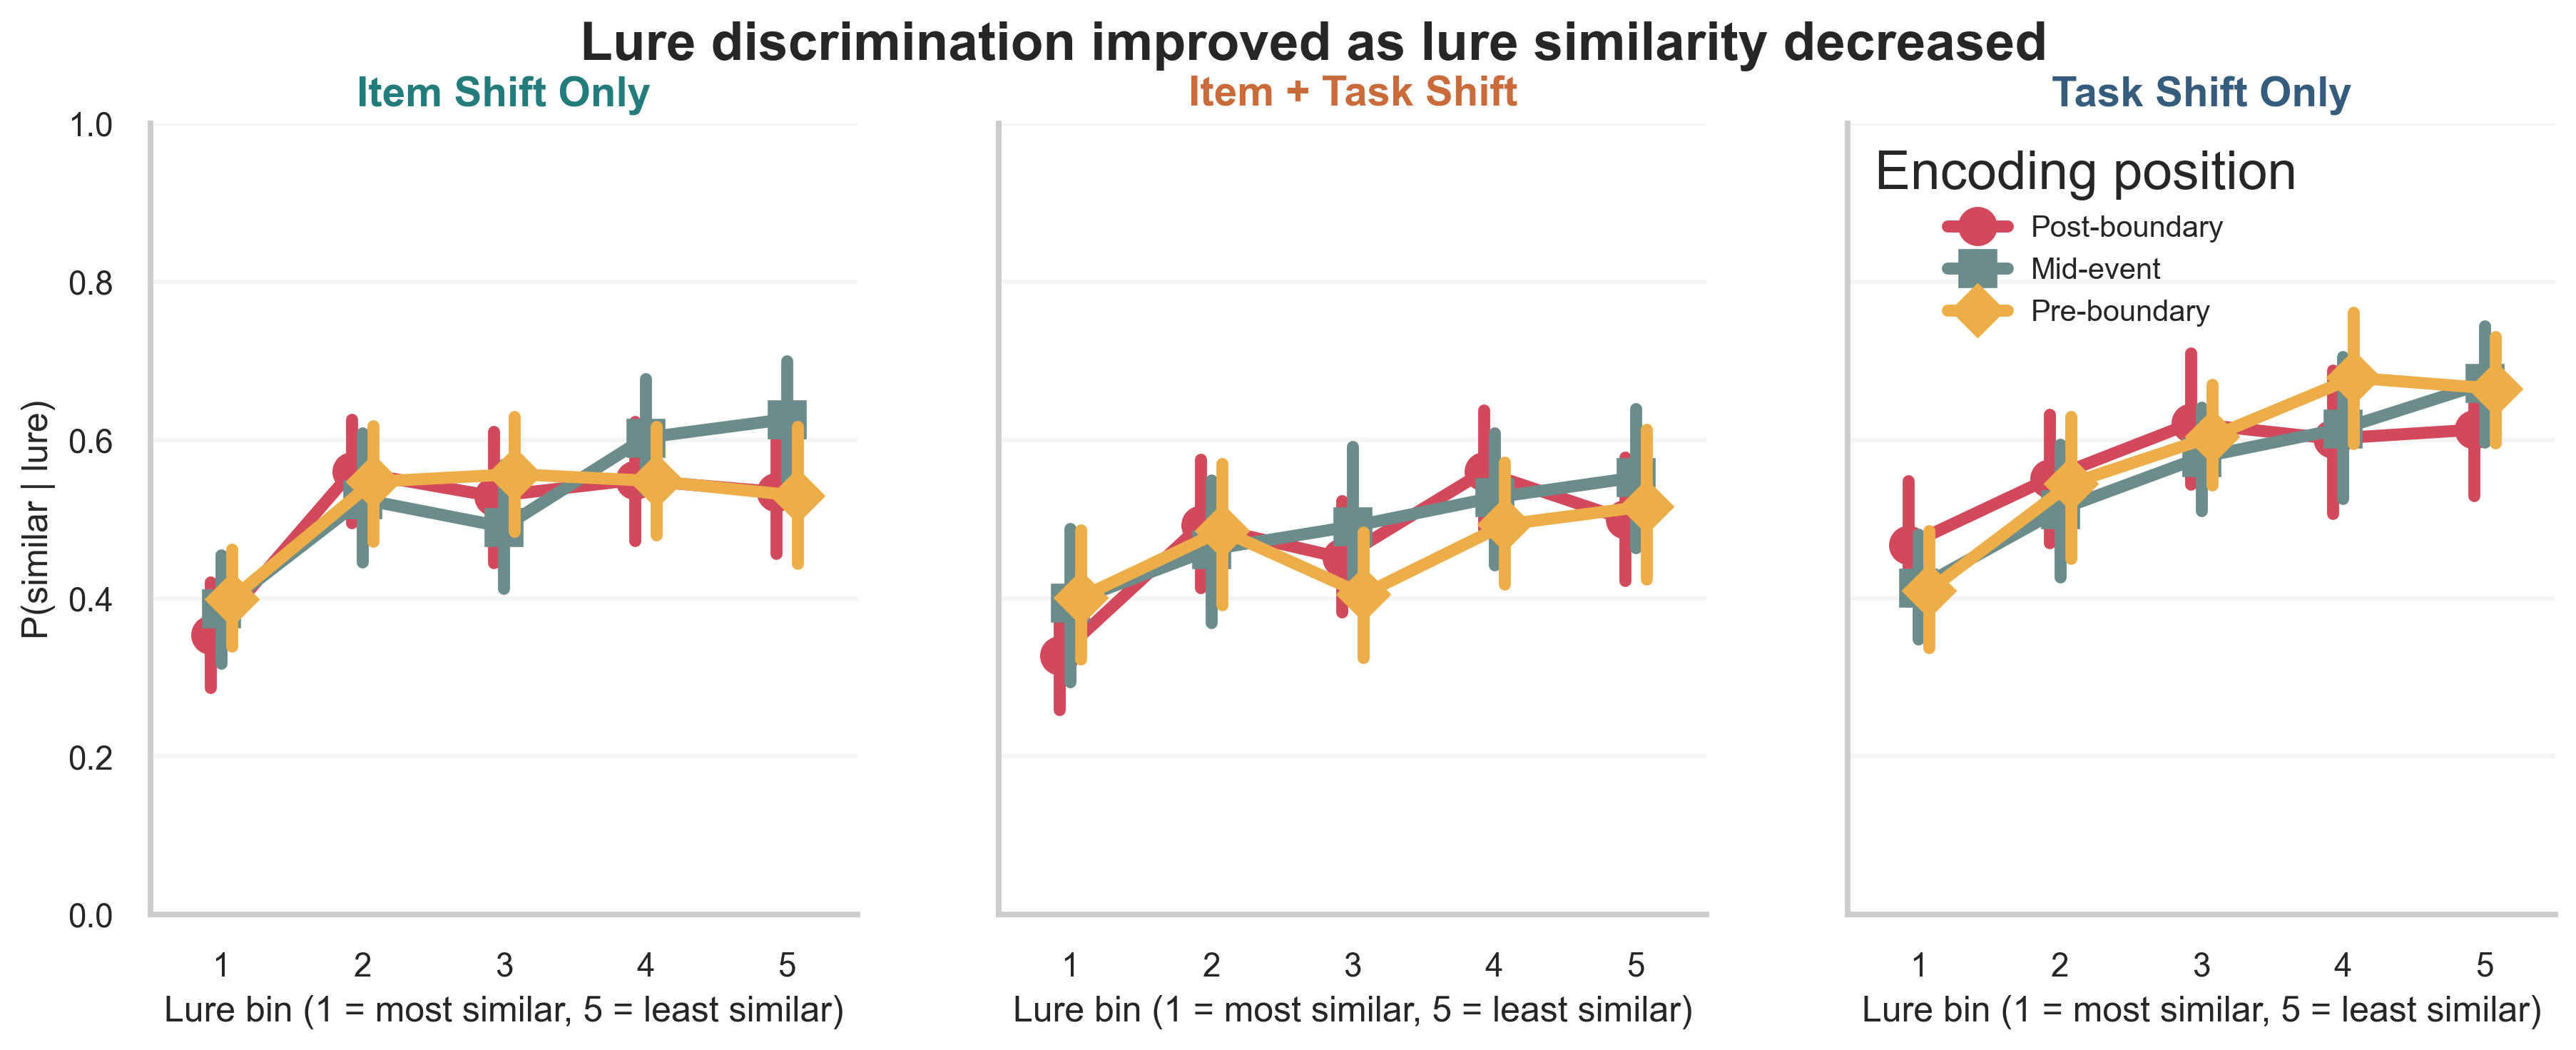 Lure discrimination improved as lure similarity decreased
Item Shift Only
Item + Task Shift
Task Shift Only
P(similar | lure)
1.0
0.8
0.6
0.4
0.2
0.0
Encoding position
Post-boundary
Mid-event
Pre-boundary
1 2 3 4 5
Lure bin (1 = most similar, 5 = least similar)
1 2 3 4 5
Lure bin (1 = most similar, 5 = least similar)
1 2 3 4 5
Lure bin (1 = most similar, 5 = least similar)